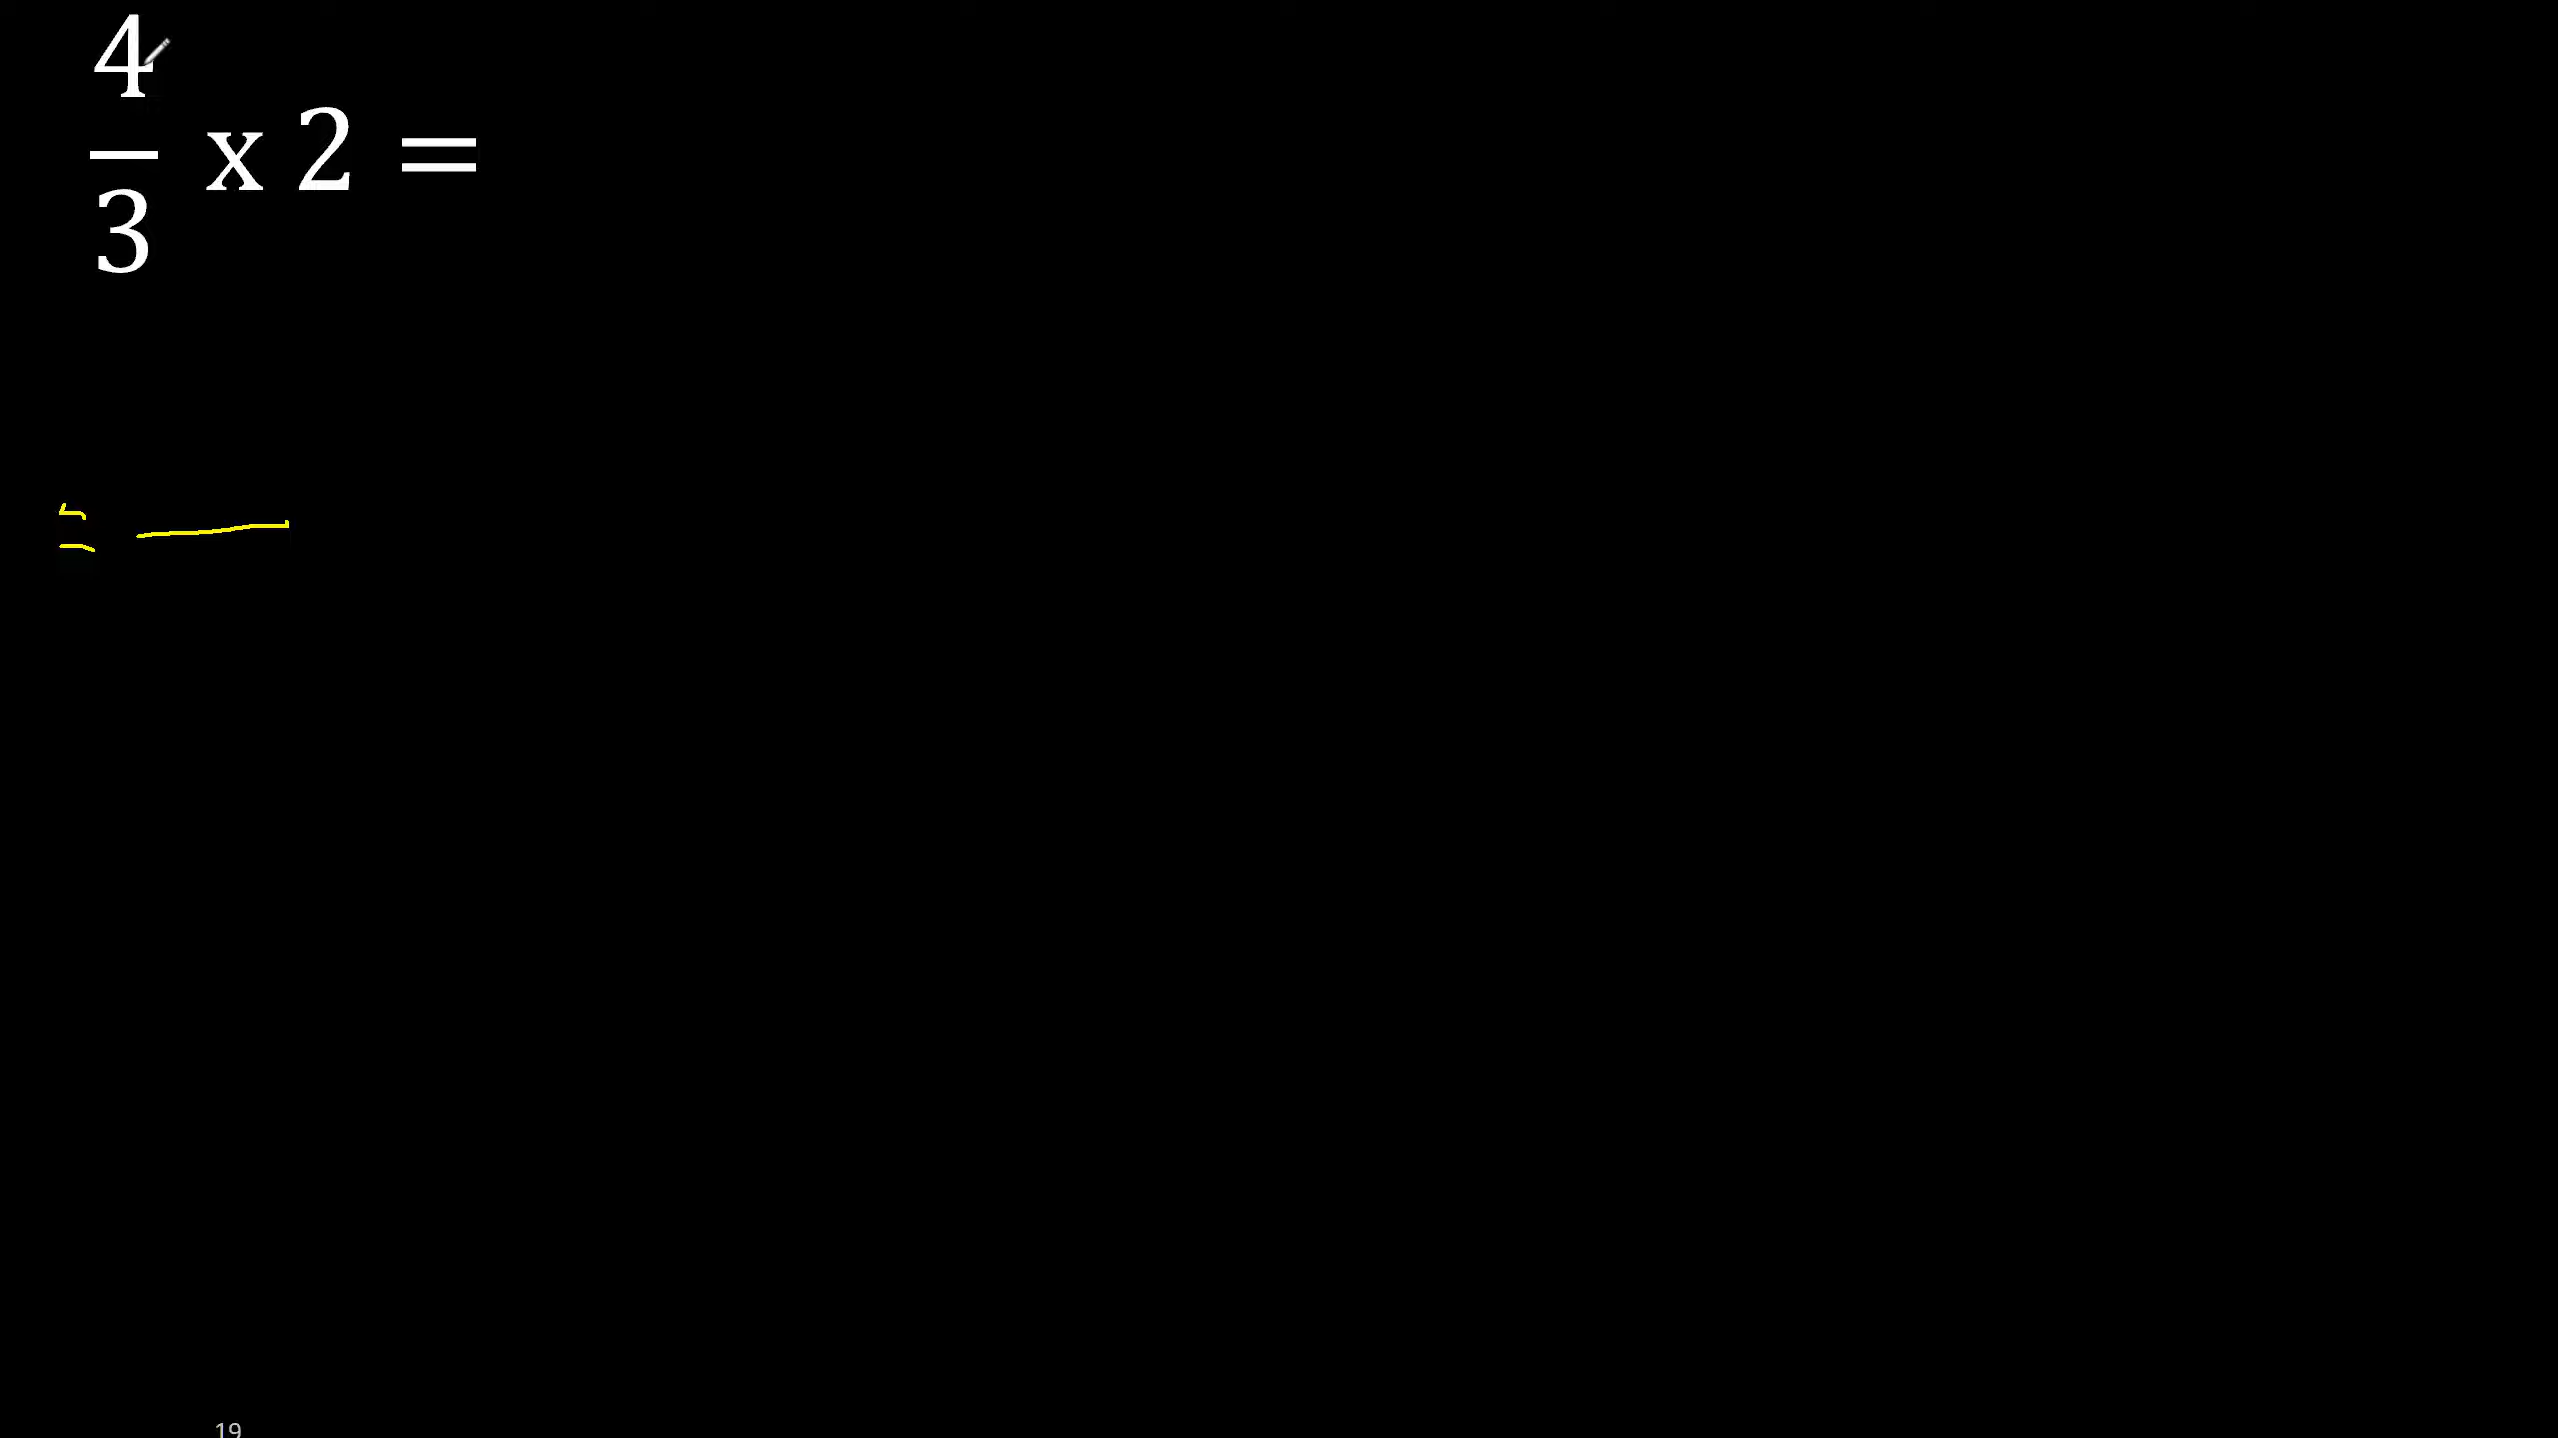 4/3 x 2 =
=
19